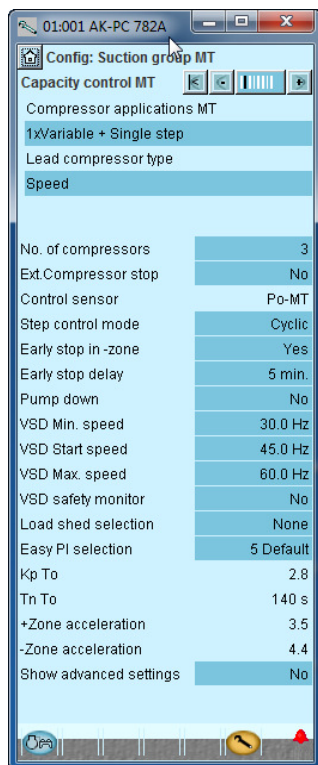 01:001 AK-PC 782A
Config: Suction group MT
Capacity control MT
Compressor applications MT
1xVariable + Single step
Lead compressor type
Speed
No. of compressors 3
Ext.Compressor stop No
Control sensor Po-MT
Step control mode Cyclic
Early stop in -zone Yes
Early stop delay 5 min.
Pump down No
VSD Min. speed 30.0 Hz
VSD Start speed 45.0 Hz
VSD Max. speed 60.0 Hz
VSD safety monitor No
Load shed selection None
Easy PI selection 5 Default
Kp To 2.8
Tn To 140 s
+Zone acceleration 3.5
-Zone acceleration 4.4
Show advanced settings No